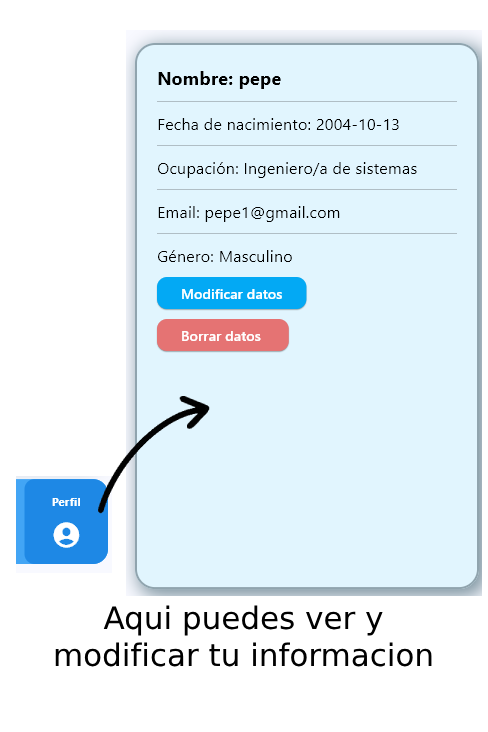 Nombre: pepe
Fecha de nacimiento: 2004-10-13
Ocupación: Ingeniero/a de sistemas
Email: pepe1@gmail.com
Género: Masculino
Modificar datos
Borrar datos
Perfil
Aqui puedes ver y
modificar tu informacion